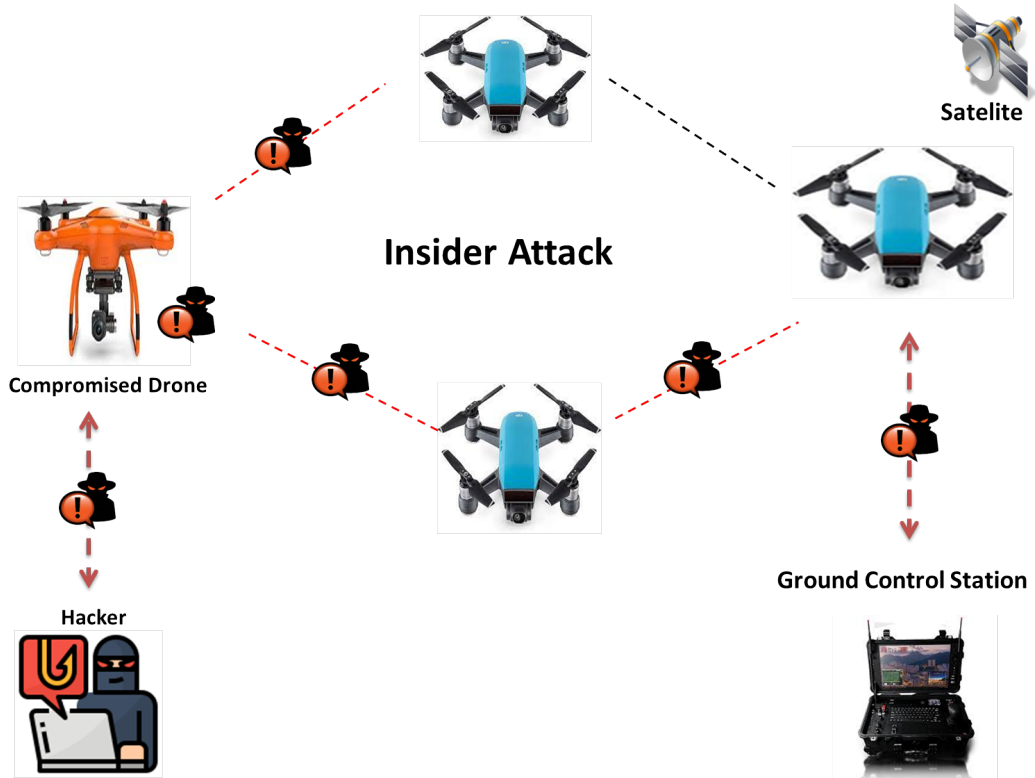 Satelite
Insider Attack
Compromised Drone
Ground Control Station
Hacker